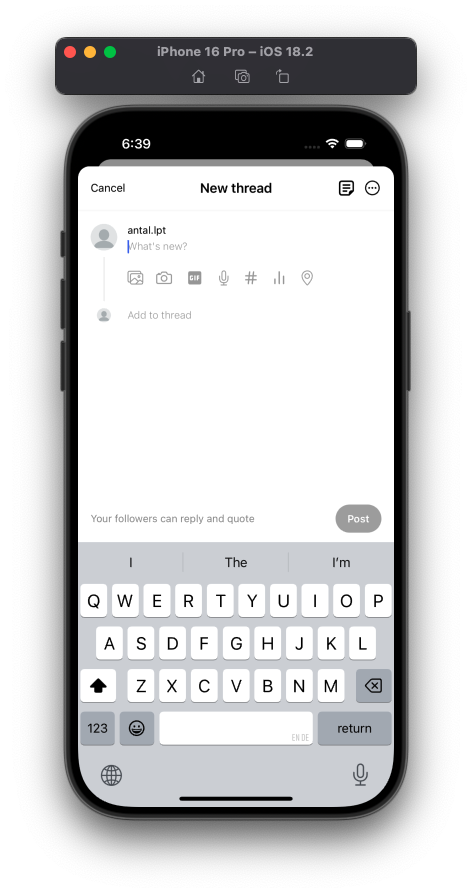 iPhone 16 Pro – iOS 18.2
6:39
Cancel New thread
antal.lpt
What's new?
GIF
Add to thread
Your followers can reply and quote Post
I The I'm
Q W E R T Y U I O P
A S D F G H J K L
Z X C V B N M
123 EN DE return